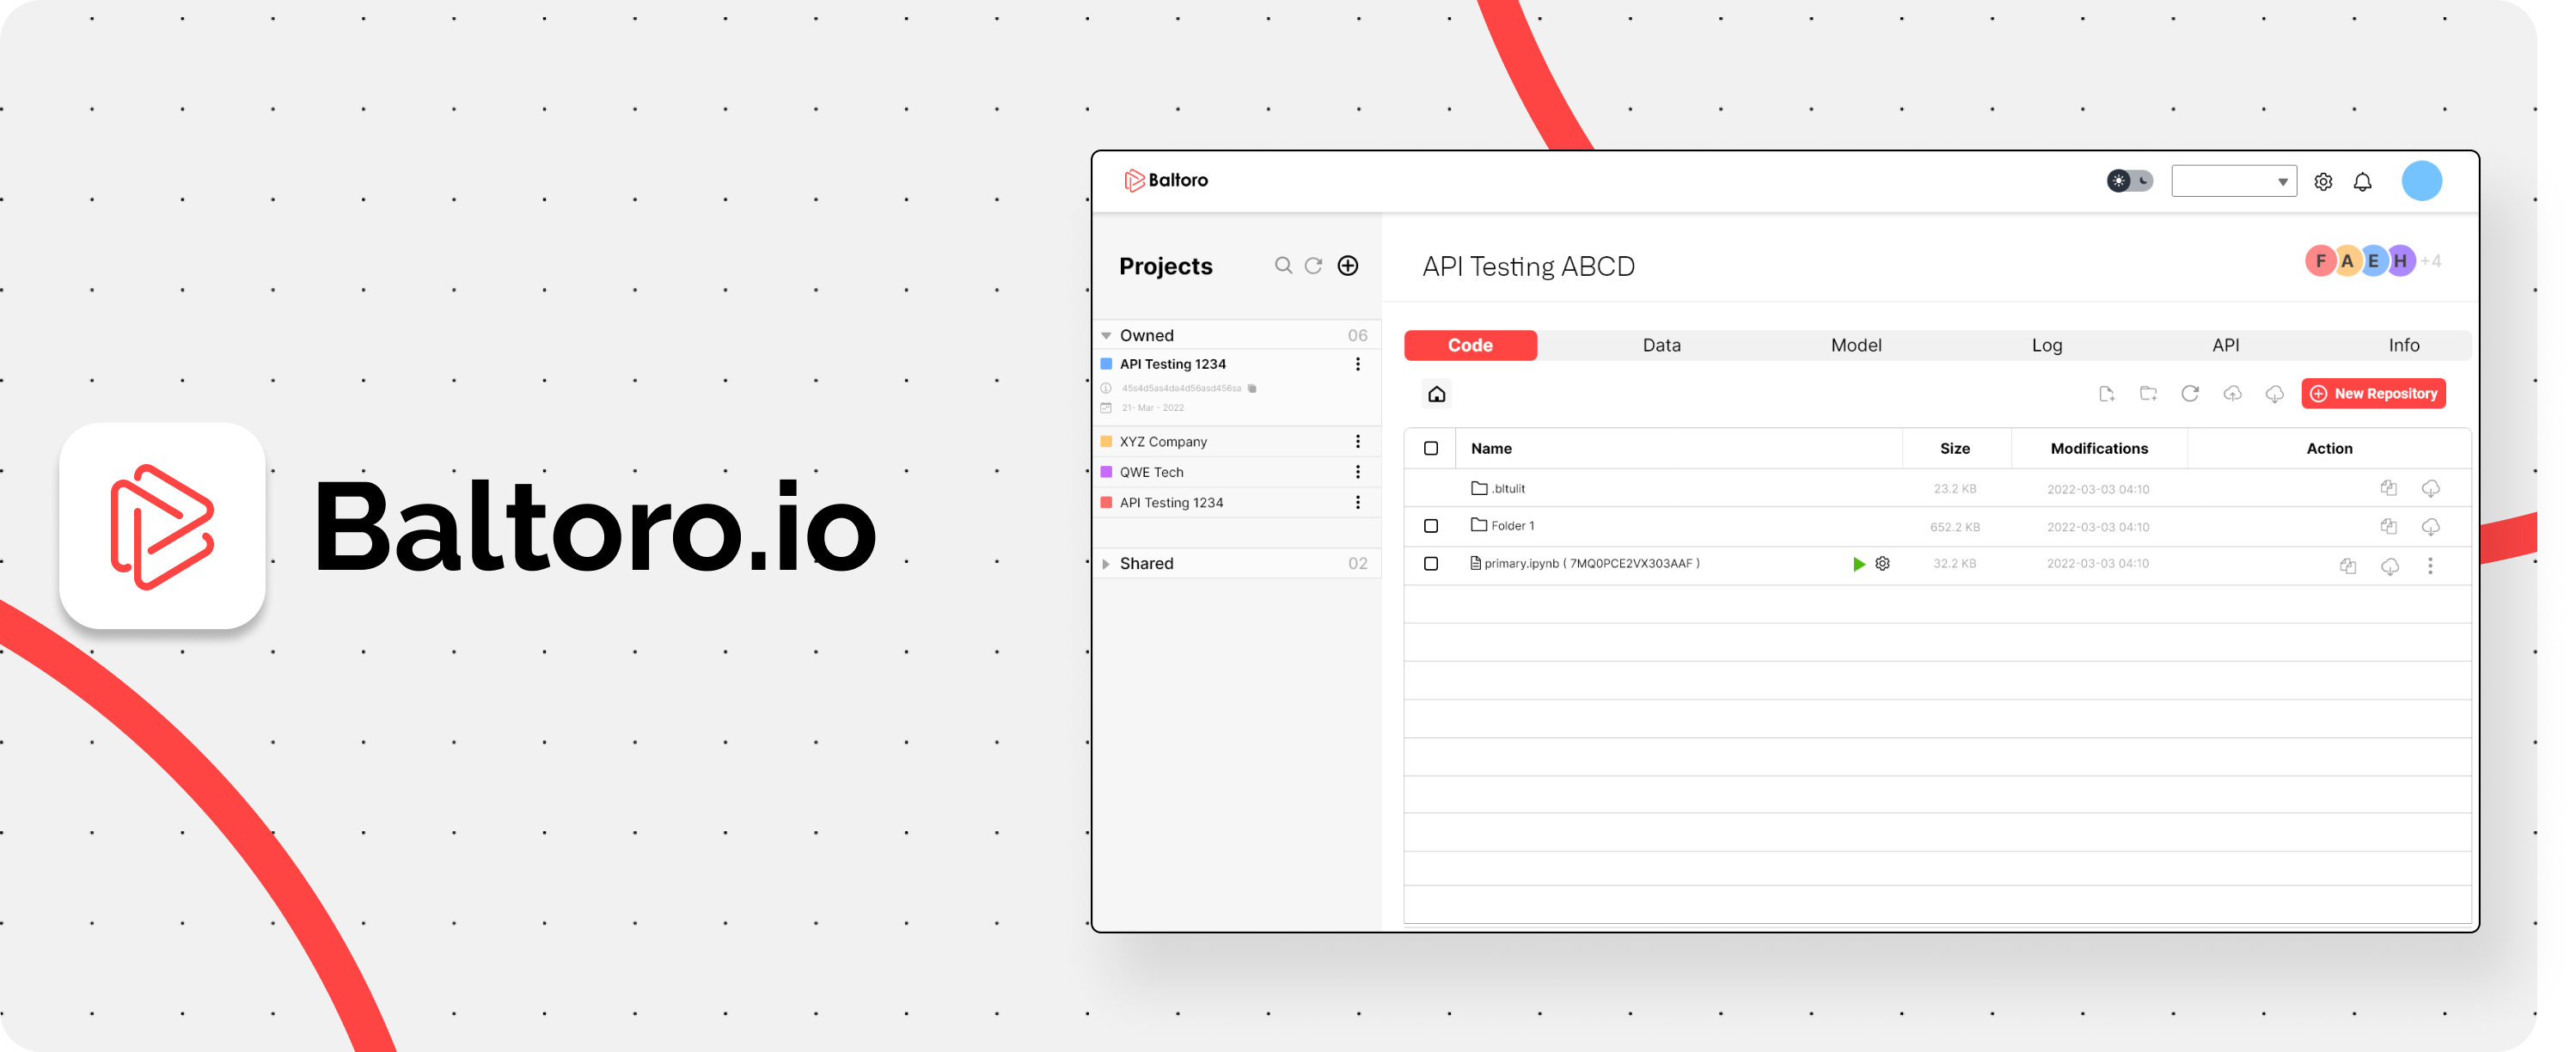 Baltoro.io
Baltoro
Projects
Owned 06
API Testing 1234
45s4d5as4da4d56asd456sa
21- Mar - 2022
XYZ Company
QWE Tech
API Testing 1234
Shared 02
API Testing ABCD
F A E H +4
Code Data Model Log API Info
New Repository
Name Size Modifications Action
.bltulit 23.2 KB 2022-03-03 04:10
Folder 1 652.2 KB 2022-03-03 04:10
primary.ipynb ( 7MQ0PCE2VX303AAF ) 32.2 KB 2022-03-03 04:10